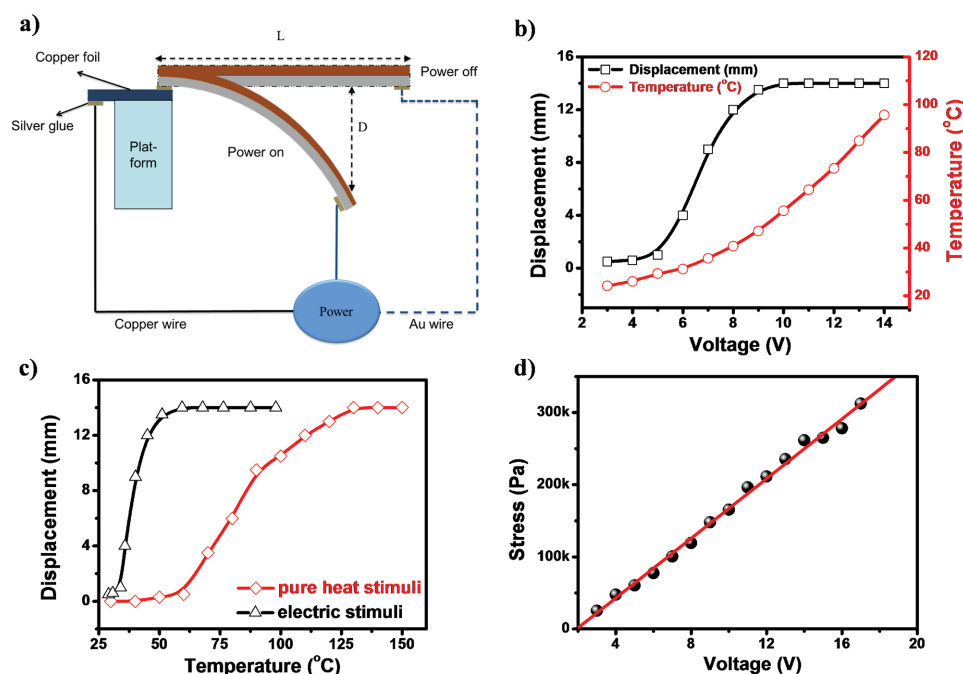 a)
L
Copper foil
Power off
Silver glue
D
Plat-
form
Power on
Power
Copper wire
Au wire
b)
Displacement (mm)
Temperature (°C)
16
12
8
4
0
Displacement (mm)
120
100
80
60
40
20
Temperature (°C)
2 4 6 8 10 12 14
Voltage (V)
c)
16
12
8
4
0
Displacement (mm)
pure heat stimuli
electric stimuli
25 50 75 100 125 150
Temperature (°C)
d)
300k
200k
100k
0
Stress (Pa)
4 8 12 16 20
Voltage (V)